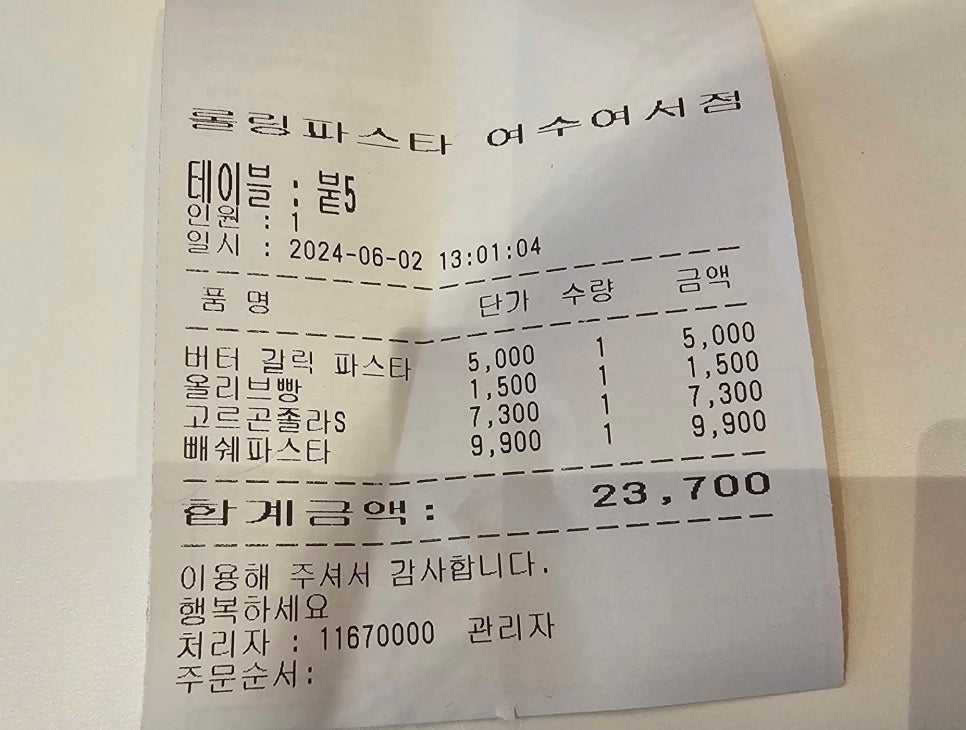 롤링파스타 여수여서점
테이블 : 붙5
인원 : 1
일시 : 2024-06-02 13:01:04
품 명 단가 수량 금액
버터 갈릭 파스타 5,000 1 5,000
올리브빵 1,500 1 1,500
고르곤졸라S 7,300 1 7,300
빼쉐파스타 9,900 1 9,900
합계금액: 23,700
이용해 주셔서 감사합니다.
행복하세요
처리자 : 11670000 관리자
주문순서: